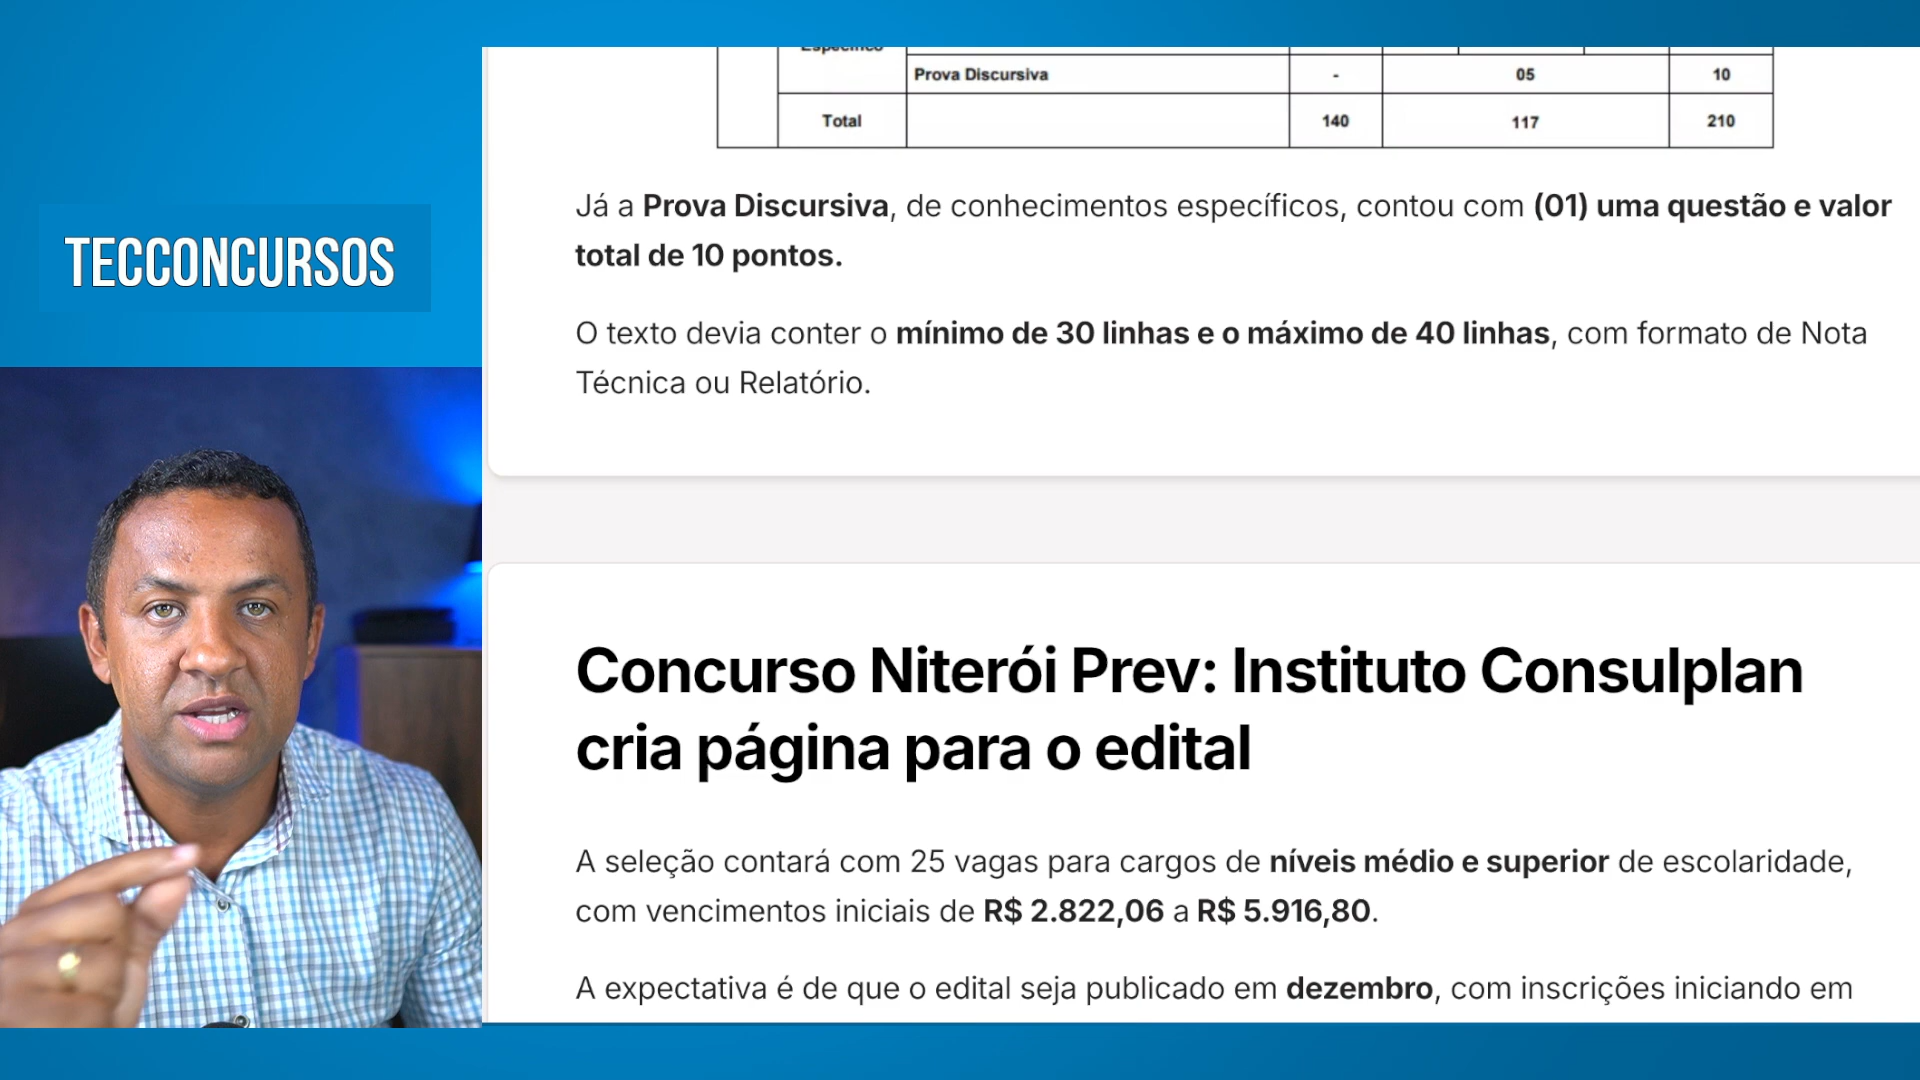 TECCONCURSOS
Específico
Prova Discursiva - 05 10
Total 140 117 210
Já a Prova Discursiva, de conhecimentos específicos, contou com (01) uma questão e valor
total de 10 pontos.
O texto devia conter o mínimo de 30 linhas e o máximo de 40 linhas, com formato de Nota
Técnica ou Relatório.
Concurso Niterói Prev: Instituto Consulplan
cria página para o edital
A seleção contará com 25 vagas para cargos de níveis médio e superior de escolaridade,
com vencimentos iniciais de R$ 2.822,06 a R$ 5.916,80.
A expectativa é de que o edital seja publicado em dezembro, com inscrições iniciando em